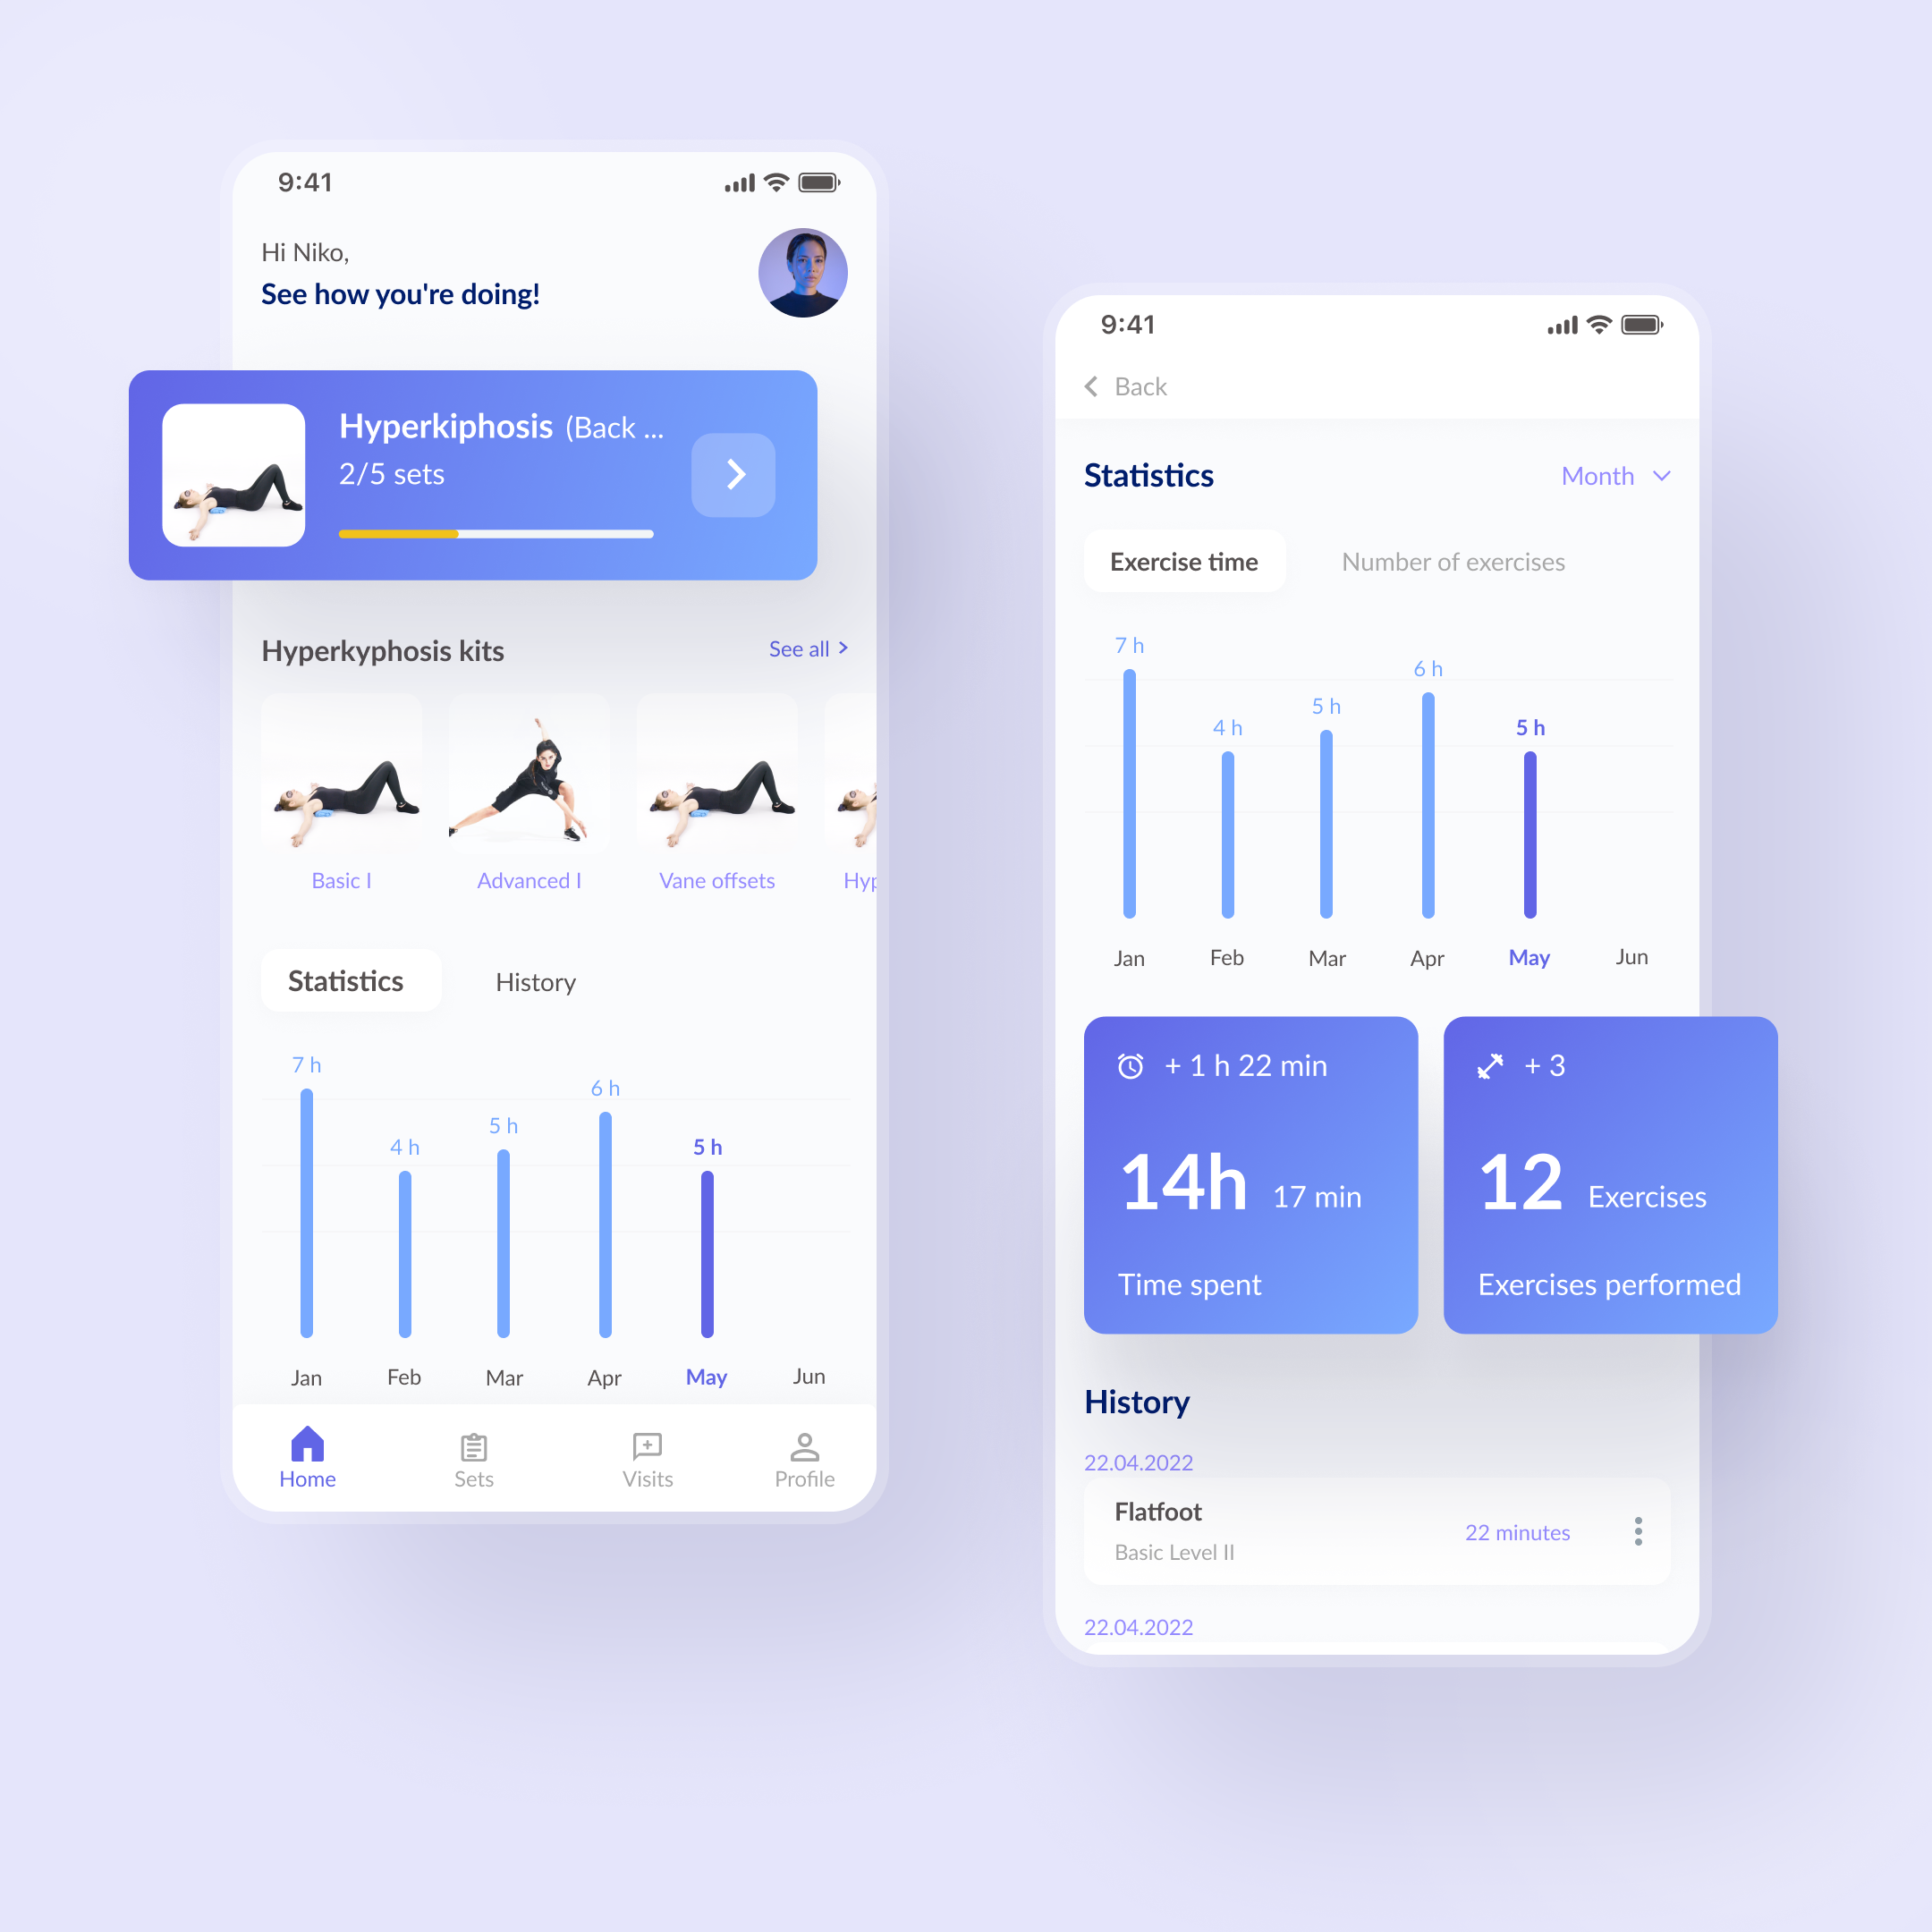 9:41
Hi Niko,
See how you're doing!
Hyperkiphosis (Back ...
2/5 sets
Hyperkyphosis kits
See all
Basic I
Advanced I
Vane offsets
Hyp
Statistics
History
7 h
4 h
5 h
6 h
5 h
Jan
Feb
Mar
Apr
May
Jun
Home
Sets
Visits
Profile
9:41
Back
Statistics
Month
Exercise time
Number of exercises
7 h
4 h
5 h
6 h
5 h
Jan
Feb
Mar
Apr
May
Jun
+ 1 h 22 min
14h 17 min
Time spent
+ 3
12 Exercises
Exercises performed
History
22.04.2022
Flatfoot
Basic Level II
22 minutes
22.04.2022